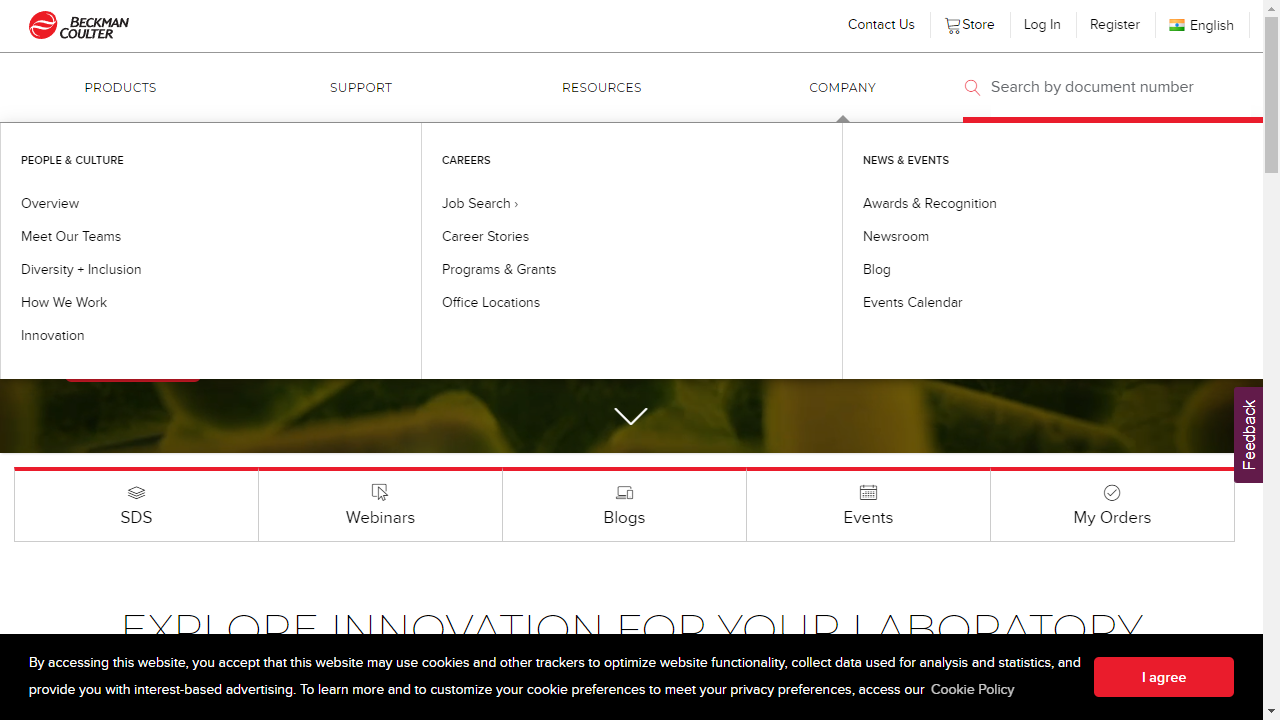 BECKMAN
COULTER
Contact Us
Store
Log In
Register
English
PRODUCTS
SUPPORT
RESOURCES
COMPANY
Search by document number
PEOPLE & CULTURE
Overview
Meet Our Teams
Diversity + Inclusion
How We Work
Innovation
CAREERS
Job Search ›
Career Stories
Programs & Grants
Office Locations
NEWS & EVENTS
Awards & Recognition
Newsroom
Blog
Events Calendar
Feedback
SDS
Webinars
Blogs
Events
My Orders
EXPLORE INNOVATION FOR YOUR LABORATORY
By accessing this website, you accept that this website may use cookies and other trackers to optimize website functionality, collect data used for analysis and statistics, and
provide you with interest-based advertising. To learn more and to customize your cookie preferences to meet your privacy preferences, access our Cookie Policy
I agree